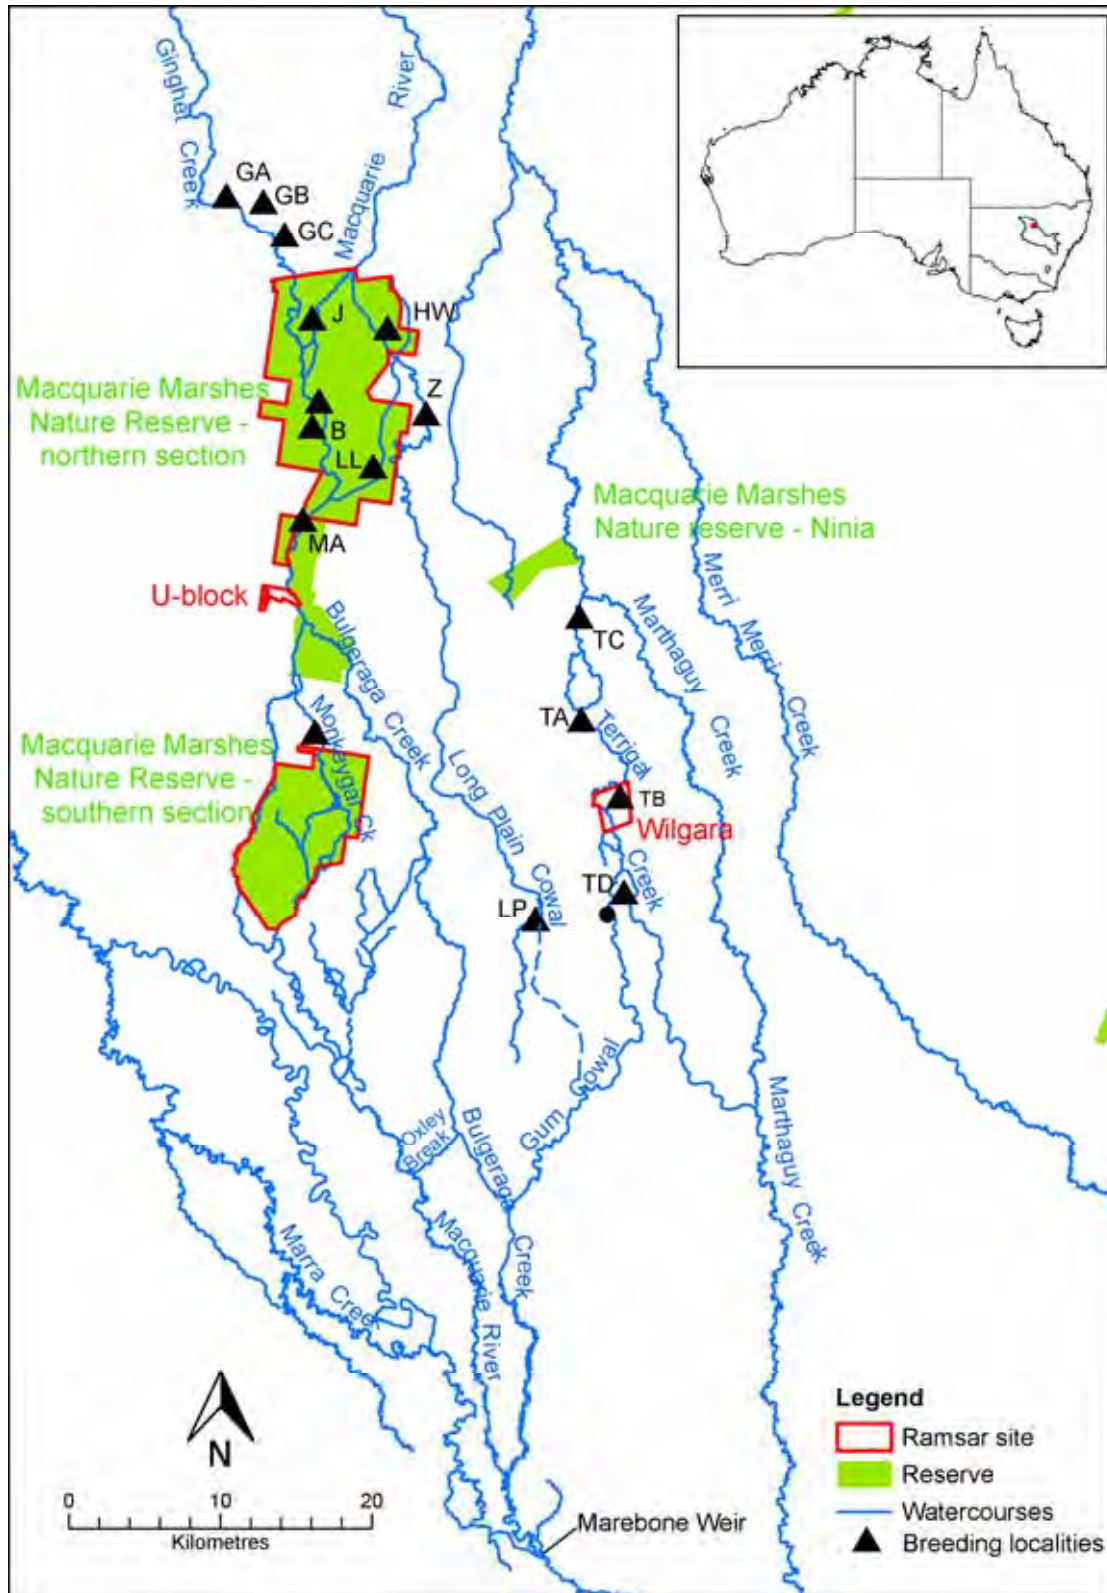 Ginghet Creek
Macquarie River
GA
GB
GC
J
HW
Macquarie Marshes
Nature Reserve -
northern section
Z
B
LL
MA
Macquarie Marshes
Nature reserve - Ninia
U-block
Bulgeraga Creek
TC
Marthaguy Creek
Merri Merri Creek
TA
Terrigal Creek
Macquarie Marshes
Nature Reserve -
southern section
Monkeygar Ck
Long Plain Cowal
TB
Wilgara
TD
LP
Gum Cowal
Oxley
Break
Bulgeraga Creek
Marthaguy Creek
Macquarie River
Marra Creek
N
0 10 20
Kilometres
Marebone Weir
Legend
Ramsar site
Reserve
Watercourses
Breeding localities